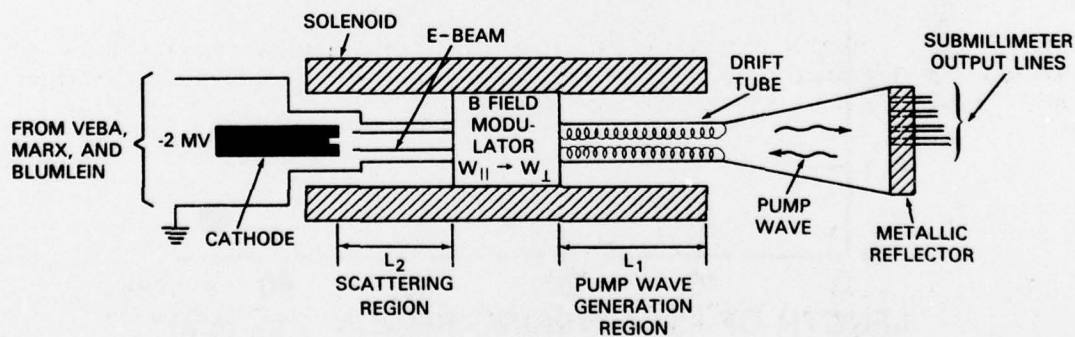 SOLENOID
E-BEAM
FROM VEBA,
MARX, AND
BLUMLEIN
-2 MV
CATHODE
B FIELD
MODU-
LATOR
W|| → W⊥
L2
SCATTERING
REGION
L1
PUMP WAVE
GENERATION
REGION
DRIFT
TUBE
PUMP
WAVE
SUBMILLIMETER
OUTPUT LINES
METALLIC
REFLECTOR